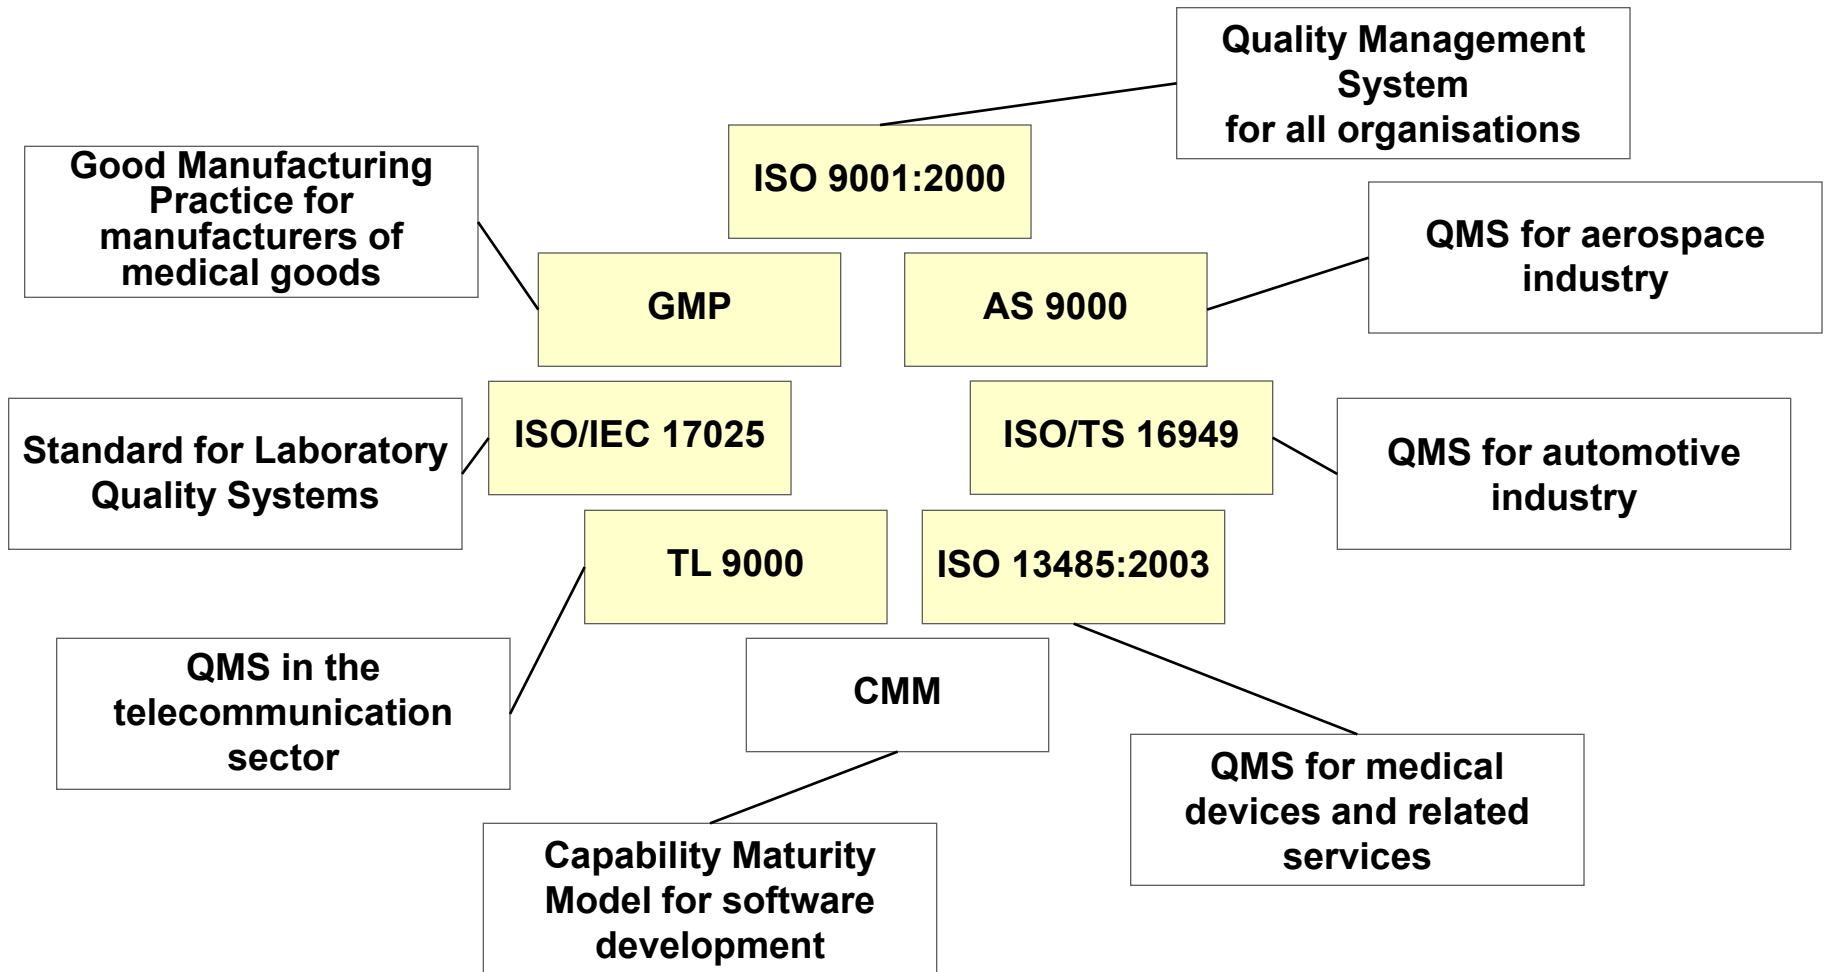 Quality Management
System
for all organisations
ISO 9001:2000
Good Manufacturing
Practice for
manufacturers of
medical goods
QMS for aerospace
industry
GMP
AS 9000
ISO/IEC 17025
ISO/TS 16949
Standard for Laboratory
Quality Systems
QMS for automotive
industry
TL 9000
ISO 13485:2003
QMS in the
telecommunication
sector
CMM
QMS for medical
devices and related
services
Capability Maturity
Model for software
development